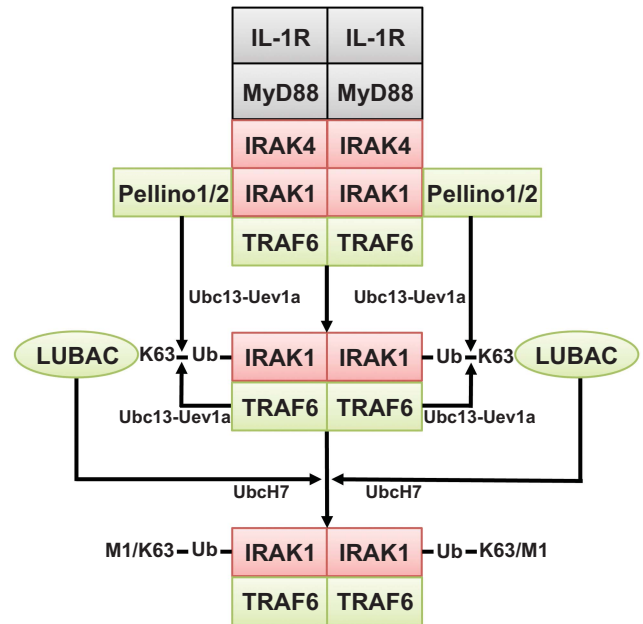 IL-1R IL-1R
MyD88 MyD88
IRAK4 IRAK4
Pellino1/2 IRAK1 IRAK1 Pellino1/2
TRAF6 TRAF6
Ubc13-Uev1a Ubc13-Uev1a
LUBAC K63 Ub IRAK1 IRAK1 Ub K63 LUBAC
Ubc13-Uev1a TRAF6 TRAF6 Ubc13-Uev1a
UbcH7 UbcH7
M1/K63 Ub IRAK1 IRAK1 Ub K63/M1
TRAF6 TRAF6